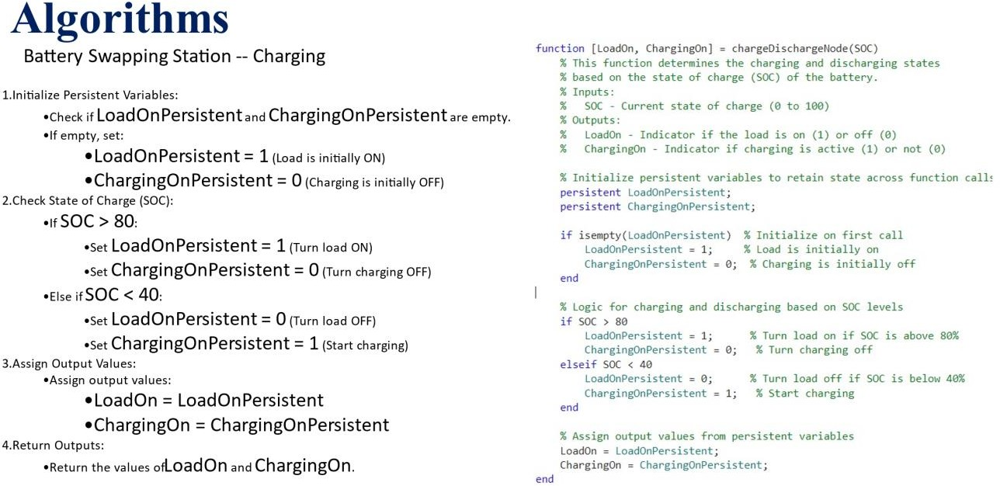 Algorithms
Battery Swapping Station -- Charging
1.Initialize Persistent Variables:
•Check if LoadOnPersistent and ChargingOnPersistent are empty.
•If empty, set:
•LoadOnPersistent = 1 (Load is initially ON)
•ChargingOnPersistent = 0 (Charging is initially OFF)
2.Check State of Charge (SOC):
•If SOC > 80:
•Set LoadOnPersistent = 1 (Turn load ON)
•Set ChargingOnPersistent = 0 (Turn charging OFF)
•Else if SOC < 40:
•Set LoadOnPersistent = 0 (Turn load OFF)
•Set ChargingOnPersistent = 1 (Start charging)
3.Assign Output Values:
•Assign output values:
•LoadOn = LoadOnPersistent
•ChargingOn = ChargingOnPersistent
4.Return Outputs:
•Return the values of LoadOn and ChargingOn.
function [LoadOn, ChargingOn] = chargeDischargeNode(SOC)
% This function determines the charging and discharging states
% based on the state of charge (SOC) of the battery.
% Inputs:
%   SOC - Current state of charge (0 to 100)
% Outputs:
%   LoadOn - Indicator if the load is on (1) or off (0)
%   ChargingOn - Indicator if charging is active (1) or not (0)
% Initialize persistent variables to retain state across function calls
persistent LoadOnPersistent;
persistent ChargingOnPersistent;
if isempty(LoadOnPersistent)  % Initialize on first call
LoadOnPersistent = 1;     % Load is initially on
ChargingOnPersistent = 0;  % Charging is initially off
end
% Logic for charging and discharging based on SOC levels
if SOC > 80
LoadOnPersistent = 1;      % Turn load on if SOC is above 80%
ChargingOnPersistent = 0;   % Turn charging off
elseif SOC < 40
LoadOnPersistent = 0;      % Turn load off if SOC is below 40%
ChargingOnPersistent = 1;   % Start charging
end
% Assign output values from persistent variables
LoadOn = LoadOnPersistent;
ChargingOn = ChargingOnPersistent;
end